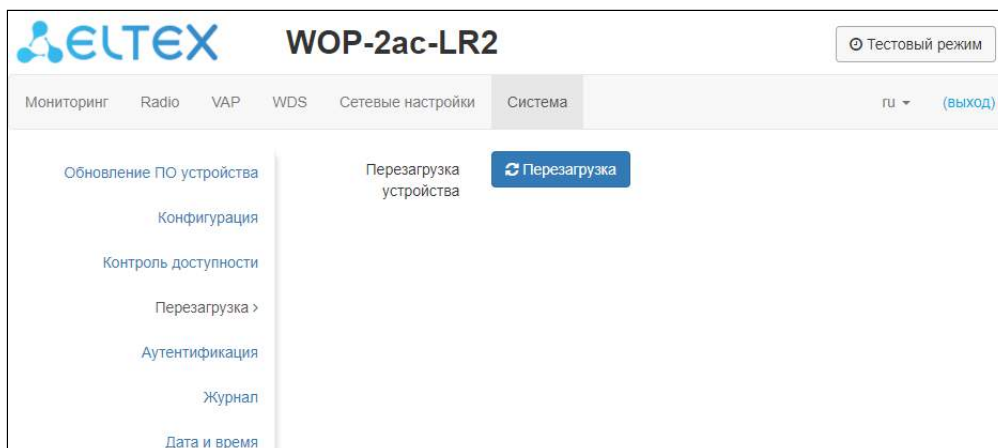 ELTEX
WOP-2ac-LR2
Тестовый режим
Мониторинг Radio VAP WDS Сетевые настройки Система ru (выход)
Обновление ПО устройства
Конфигурация
Контроль доступности
Перезагрузка >
Аутентификация
Журнал
Дата и время
Перезагрузка
устройства
Перезагрузка